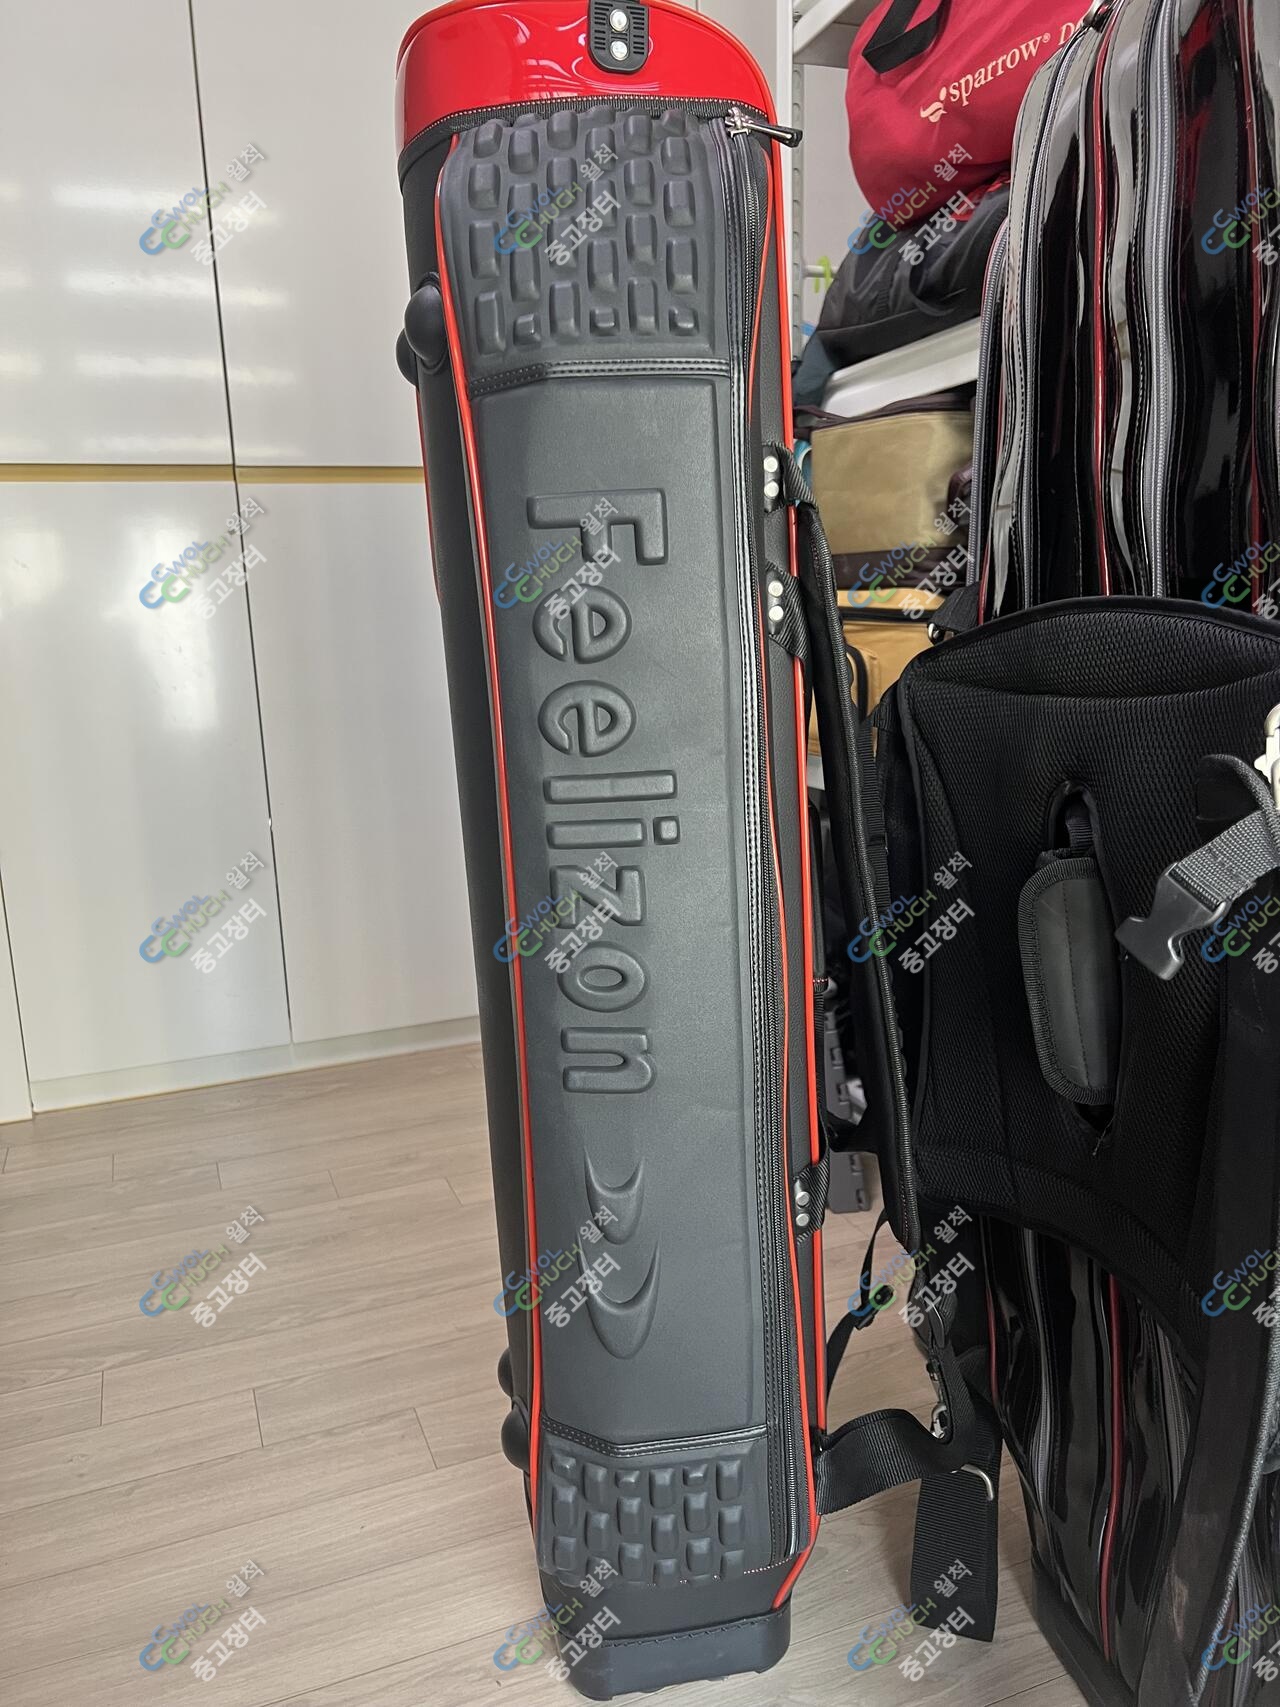 sparrow® D
Feelizon
CWOL
CHUCH 월척
중고장터